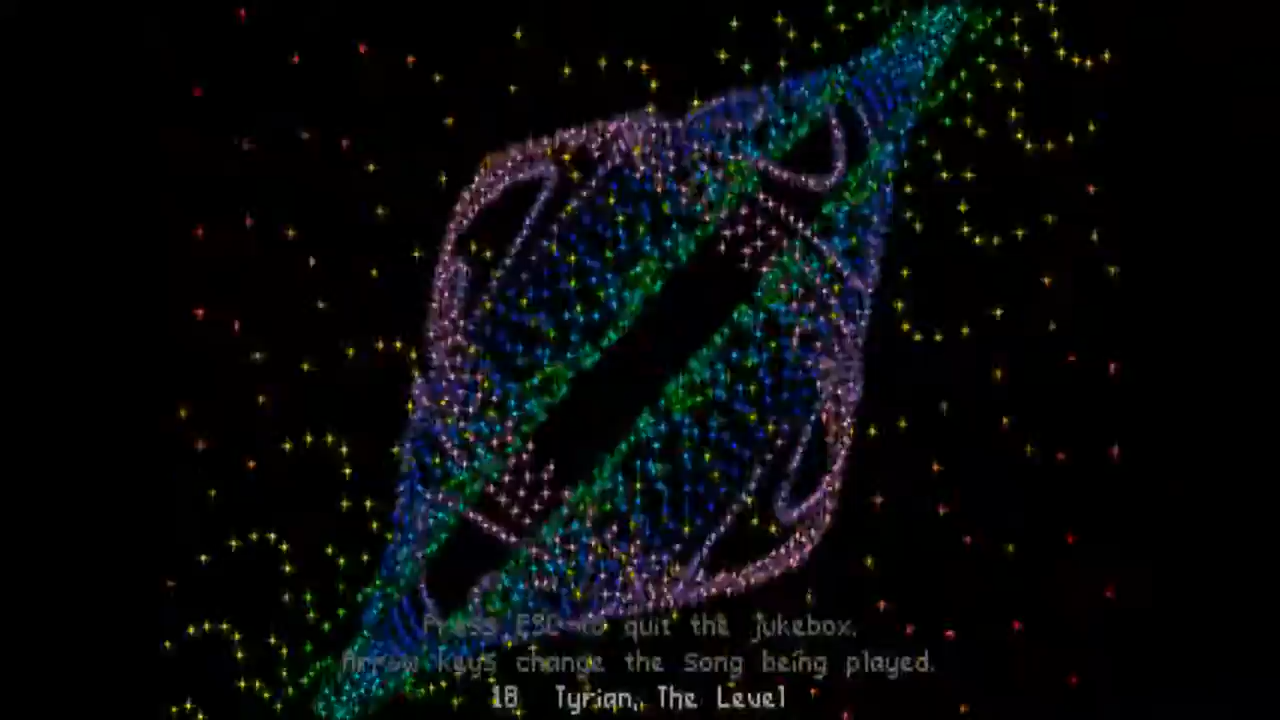 Press ESC to quit the jukebox.
Arrow keys change the song being played.
18 Tyrian, The Level